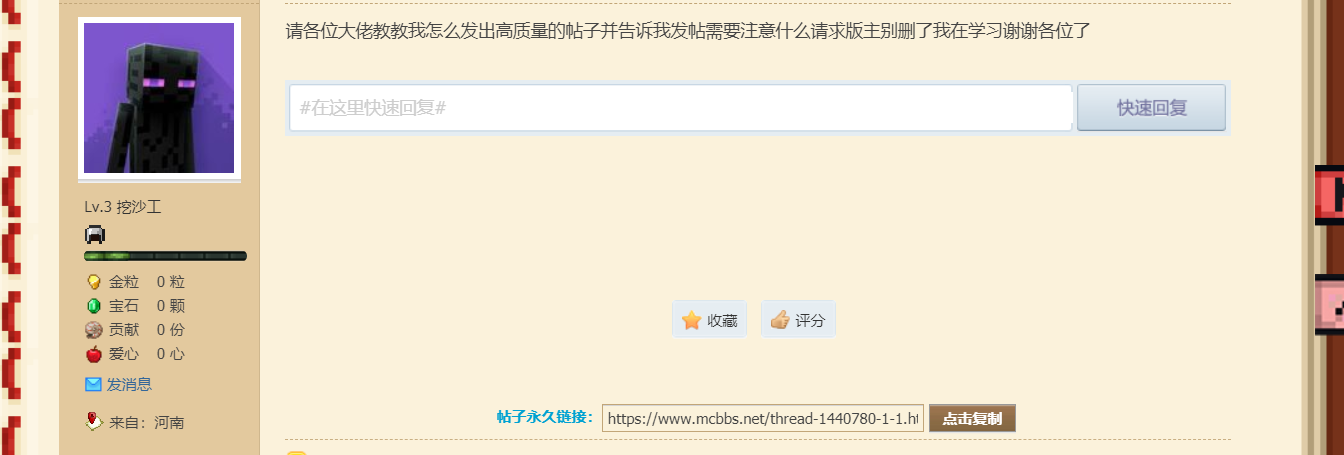 请各位大佬教教我怎么发出高质量的帖子并告诉我发帖需要注意什么请求版主别删了我在学习谢谢各位了
#在这里快速回复#
快速回复
Lv.3 挖沙工
金粒 0 粒
宝石 0 颗
贡献 0 份
爱心 0 心
发消息
来自：河南
收藏
评分
帖子永久链接：
https://www.mcbbs.net/thread-1440780-1-1.ht
点击复制